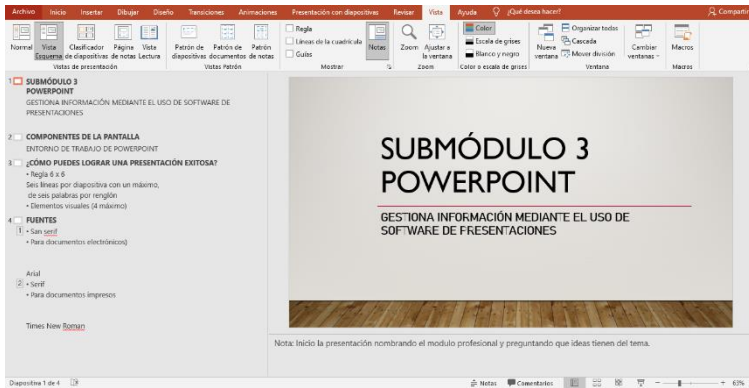 Archivo Inicio Insertar Dibujar Diseño Transiciones Animaciones Presentación con diapositivas Revisar Vista Ayuda ¿Qué desea hacer? Compartir
Normal
Vista Esquema
Clasificador de diapositivas
Página de notas
Vista Lectura
Vistas de presentación
Patrón de diapositivas
Patrón de documentos
Patrón de notas
Vistas Patrón
Regla
Líneas de la cuadrícula
Guías
Mostrar
Notas
Zoom
Ajustar a la ventana
Zoom
Color
Escala de grises
Blanco y negro
Color o escala de grises
Nueva ventana
Organizar todas
Cascada
Mover división
Cambiar ventanas
Ventana
Macros
Macros
1 SUBMÓDULO 3
POWERPOINT
GESTIONA INFORMACIÓN MEDIANTE EL USO DE SOFTWARE DE
PRESENTACIONES
2 COMPONENTES DE LA PANTALLA
ENTORNO DE TRABAJO DE POWERPOINT
3 ¿CÓMO PUEDES LOGRAR UNA PRESENTACIÓN EXITOSA?
• Regla 6 x 6
Seis líneas por diapositiva con un máximo,
de seis palabras por renglón
• Elementos visuales (4 máximo)
4 FUENTES
1 • San serif
• Para documentos electrónicos)
Arial
2 • Serif
• Para documentos impresos
Times New Roman
SUBMÓDULO 3
POWERPOINT
GESTIONA INFORMACIÓN MEDIANTE EL USO DE
SOFTWARE DE PRESENTACIONES
Nota: Inicio la presentación nombrando el modulo profesional y preguntando que ideas tienen del tema.
Diapositiva 1 de 4 Notas Comentarios 63%